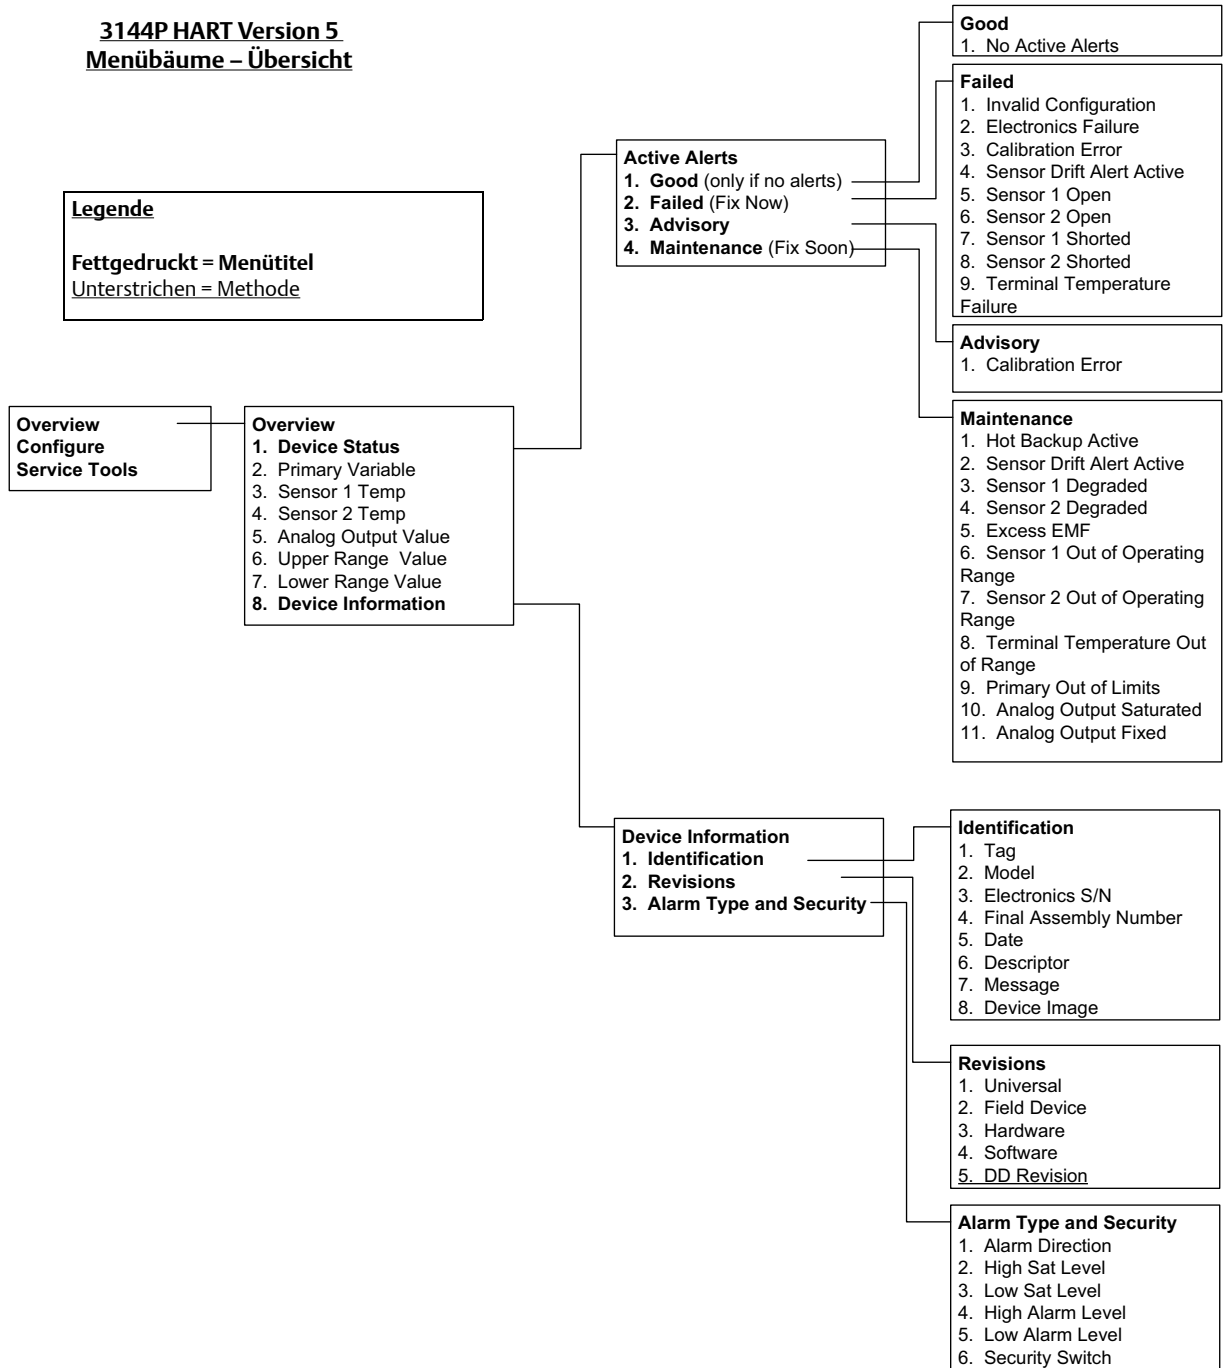 3144P HART Version 5
Menübäume – Übersicht
Legende
Fettgedruckt = Menütitel
Unterstrichen = Methode
Overview
Configure
Service Tools
Overview
1. Device Status
2. Primary Variable
3. Sensor 1 Temp
4. Sensor 2 Temp
5. Analog Output Value
6. Upper Range Value
7. Lower Range Value
8. Device Information
Active Alerts
1. Good (only if no alerts)
2. Failed (Fix Now)
3. Advisory
4. Maintenance (Fix Soon)
Good
1. No Active Alerts
Failed
1. Invalid Configuration
2. Electronics Failure
3. Calibration Error
4. Sensor Drift Alert Active
5. Sensor 1 Open
6. Sensor 2 Open
7. Sensor 1 Shorted
8. Sensor 2 Shorted
9. Terminal Temperature
Failure
Advisory
1. Calibration Error
Maintenance
1. Hot Backup Active
2. Sensor Drift Alert Active
3. Sensor 1 Degraded
4. Sensor 2 Degraded
5. Excess EMF
6. Sensor 1 Out of Operating
Range
7. Sensor 2 Out of Operating
Range
8. Terminal Temperature Out
of Range
9. Primary Out of Limits
10. Analog Output Saturated
11. Analog Output Fixed
Device Information
1. Identification
2. Revisions
3. Alarm Type and Security
Identification
1. Tag
2. Model
3. Electronics S/N
4. Final Assembly Number
5. Date
6. Descriptor
7. Message
8. Device Image
Revisions
1. Universal
2. Field Device
3. Hardware
4. Software
5. DD Revision
Alarm Type and Security
1. Alarm Direction
2. High Sat Level
3. Low Sat Level
4. High Alarm Level
5. Low Alarm Level
6. Security Switch